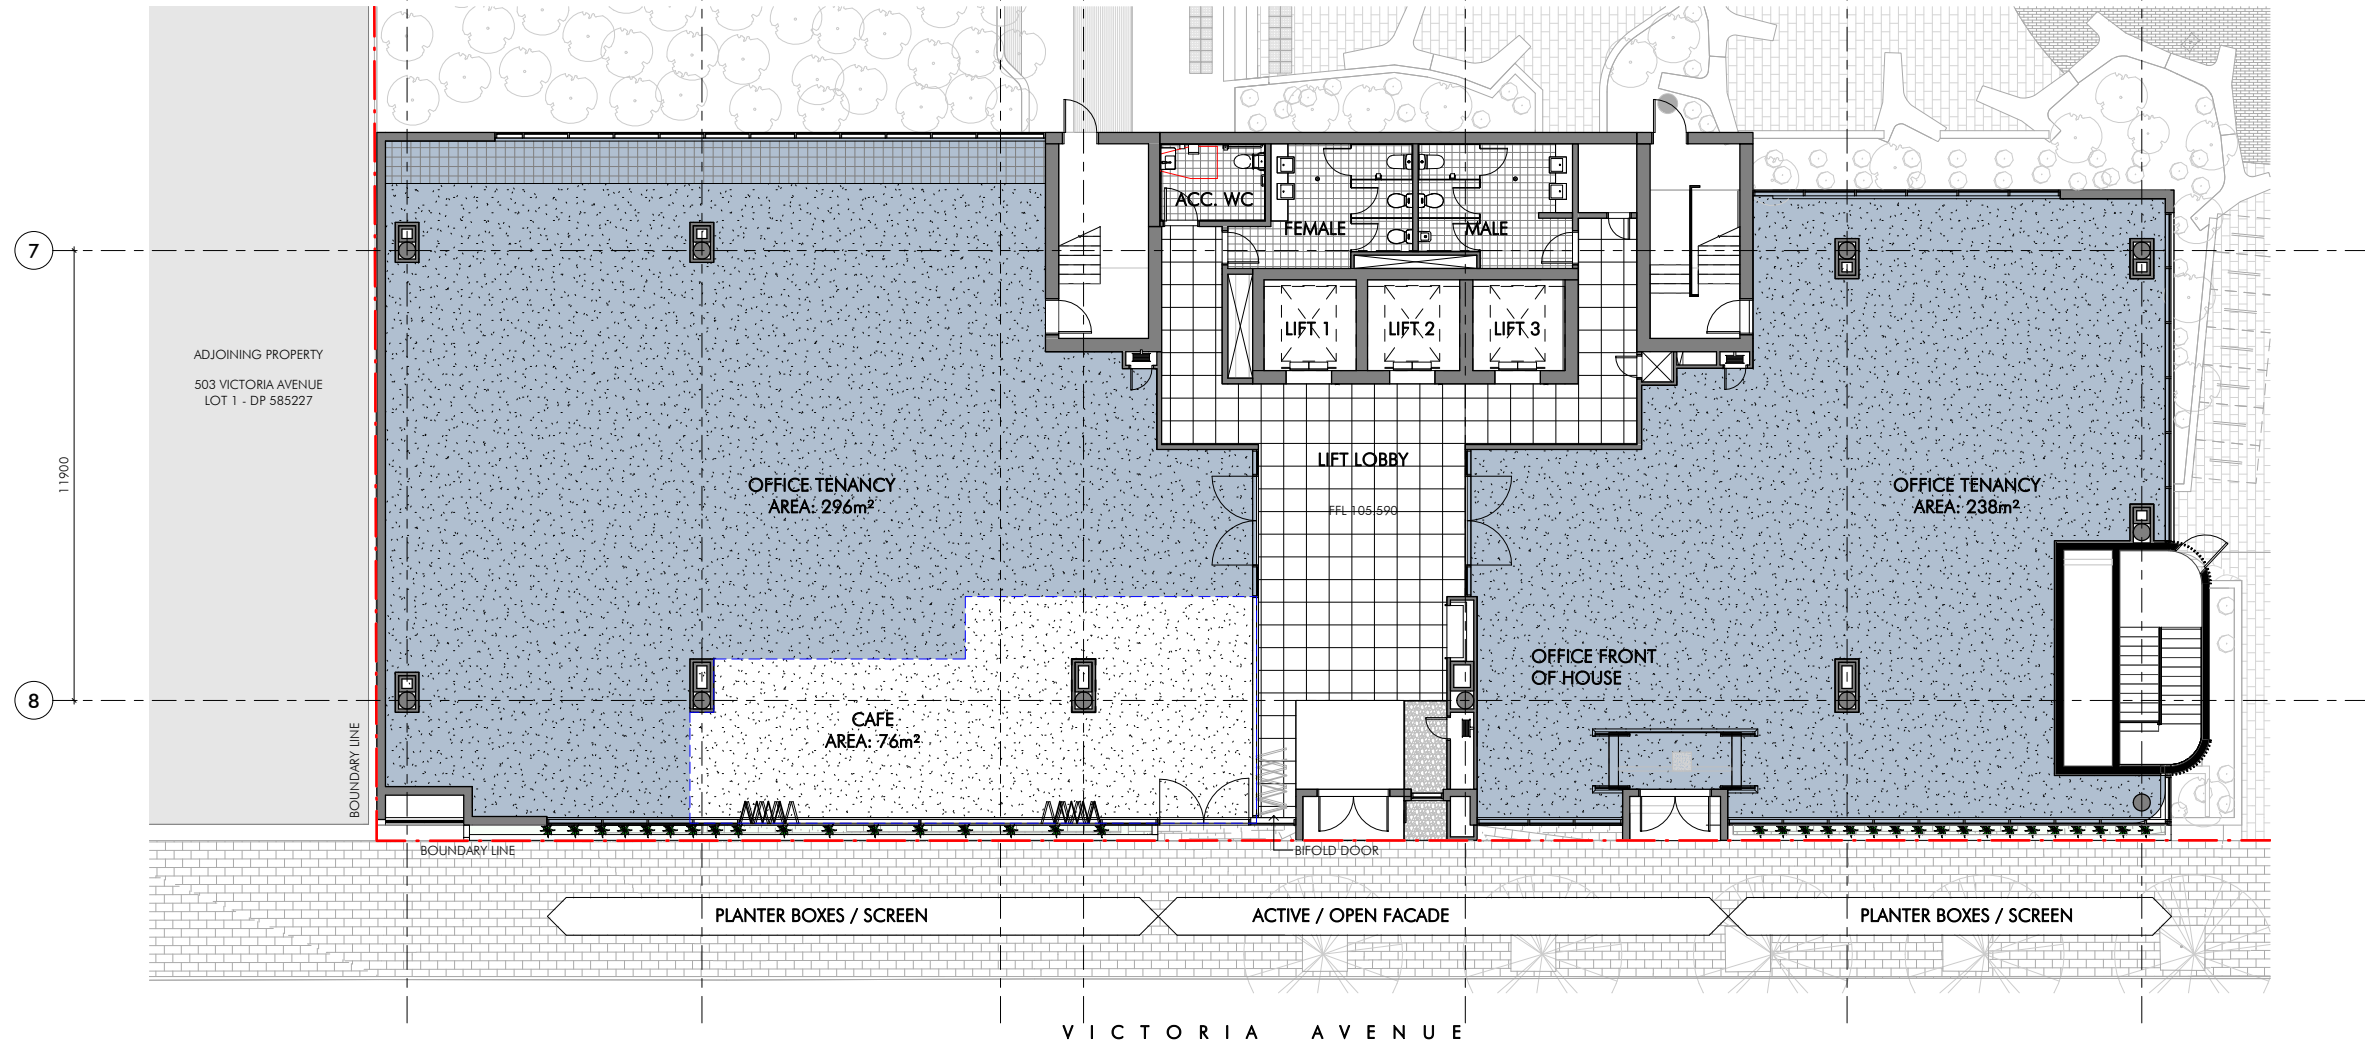 7
ACC. WC
FEMALE
MALE
LIFT 1
LIFT 2
LIFT 3
ADJOINING PROPERTY
503 VICTORIA AVENUE
LOT 1 - DP 585227
11900
LIFT LOBBY
FFL 105.590
OFFICE TENANCY
AREA: 296m²
OFFICE TENANCY
AREA: 238m²
OFFICE FRONT
OF HOUSE
8
CAFE
AREA: 76m²
BOUNDARY LINE
BOUNDARY LINE
BIFOLD DOOR
PLANTER BOXES / SCREEN
ACTIVE / OPEN FACADE
PLANTER BOXES / SCREEN
VICTORIA AVENUE